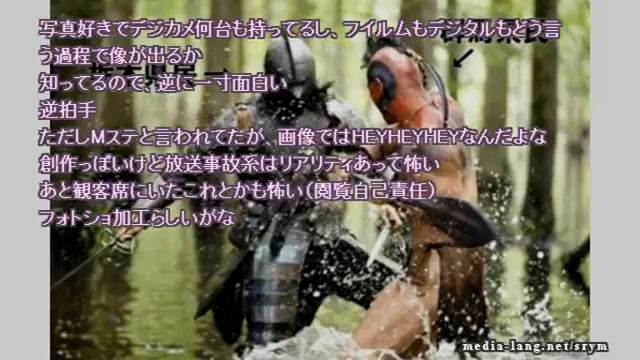 写真好きでデジカメ何台も持ってるし、フイルムもデジタルもどう言
う過程で像が出るか
知ってるので、逆に一寸面白い
逆拍手
ただしMステと言われてたが、画像ではHEYHEYHEYなんだよな
創作っぽいけど放送事故系はリアリティあって怖い
あと観客席にいたこれとかも怖い（閲覧自己責任）
フォトショ加工らしいがな
media-lang.net/srym